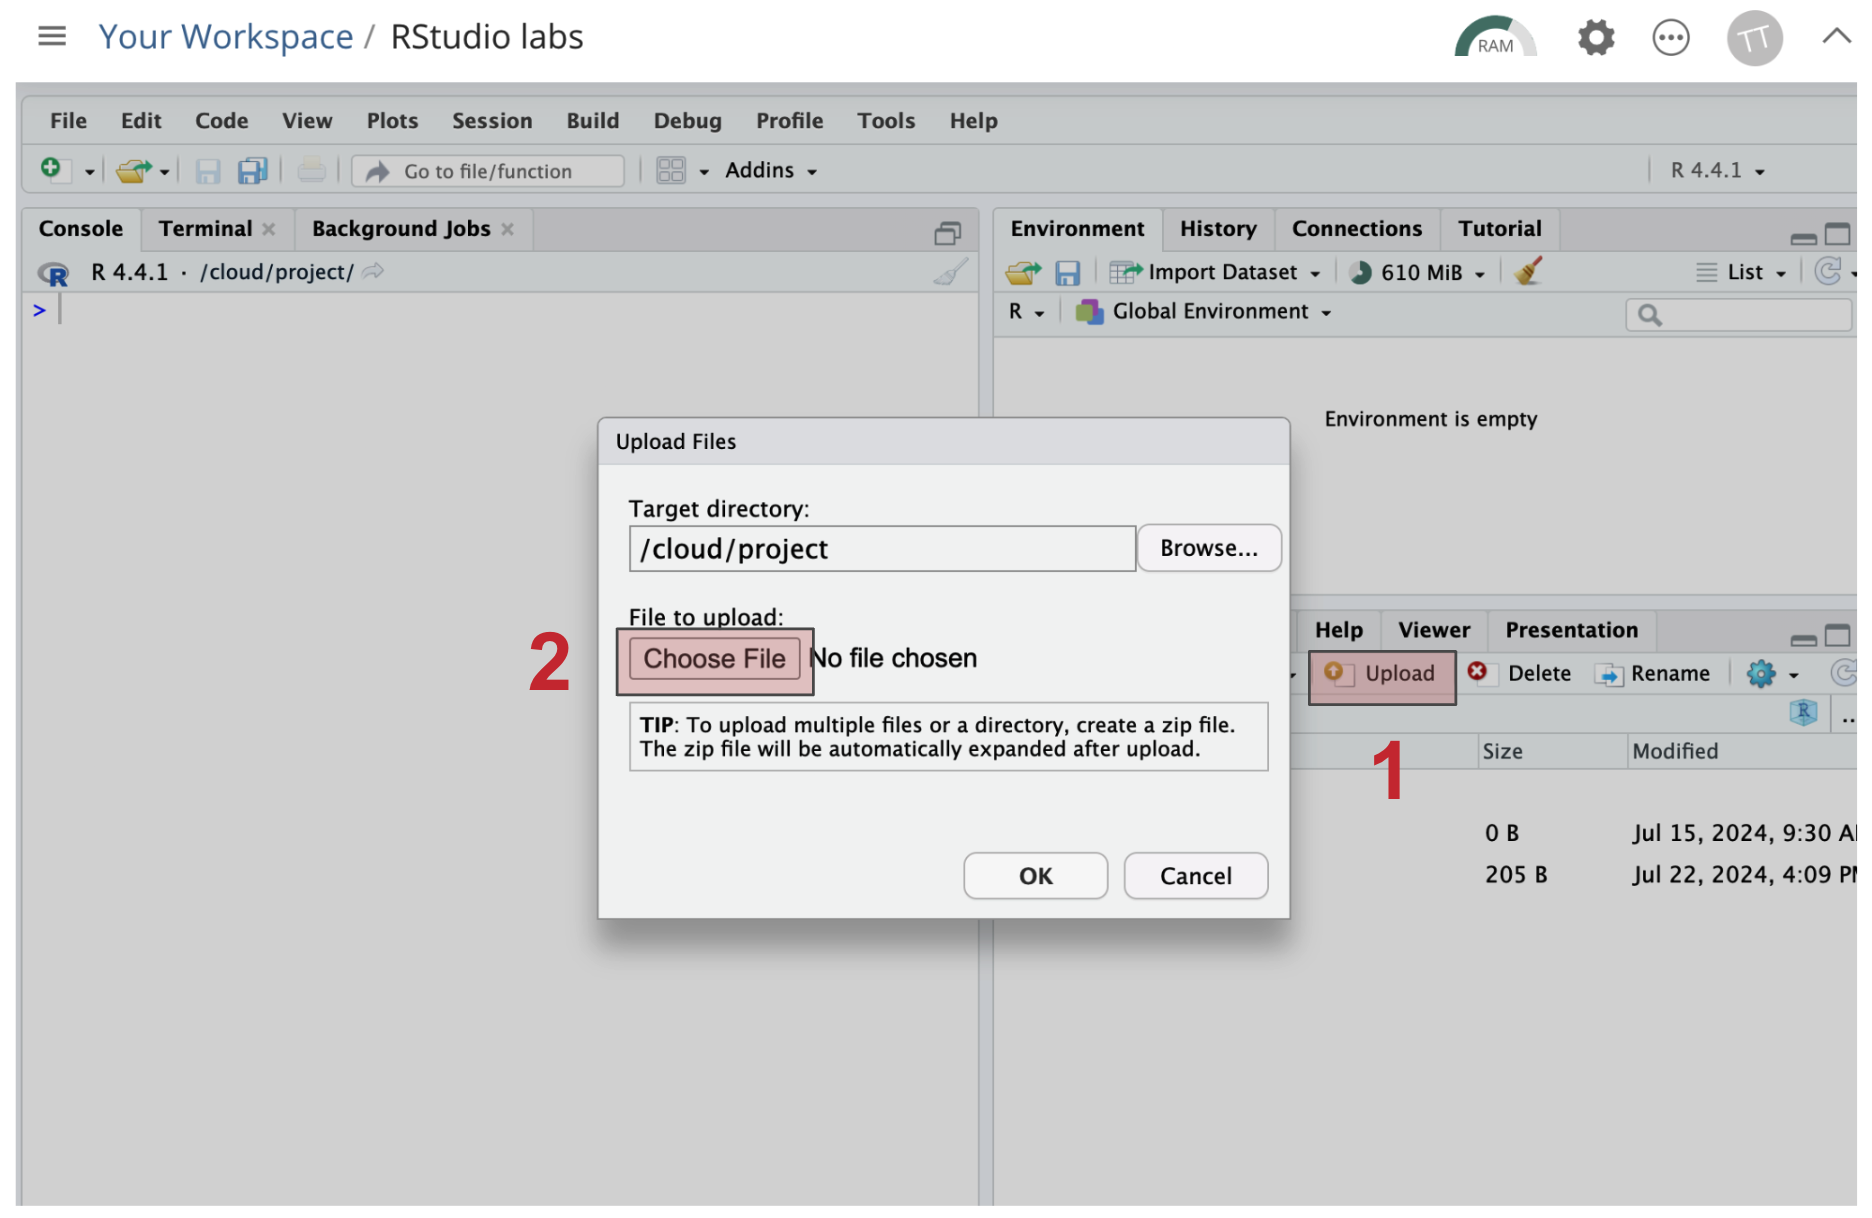 Your Workspace / RStudio labs
RAM
TT
File Edit Code View Plots Session Build Debug Profile Tools Help
Go to file/function
Addins
R 4.4.1
Console Terminal Background Jobs
R 4.4.1 · /cloud/project/
>
Environment History Connections Tutorial
Import Dataset 610 MiB List
R Global Environment
Environment is empty
Upload Files
Target directory:
/cloud/project Browse...
File to upload:
2 Choose File No file chosen
TIP: To upload multiple files or a directory, create a zip file.
The zip file will be automatically expanded after upload.
OK Cancel
Help Viewer Presentation
Upload Delete Rename
1
Size Modified
0 B Jul 15, 2024, 9:30
205 B Jul 22, 2024, 4:09